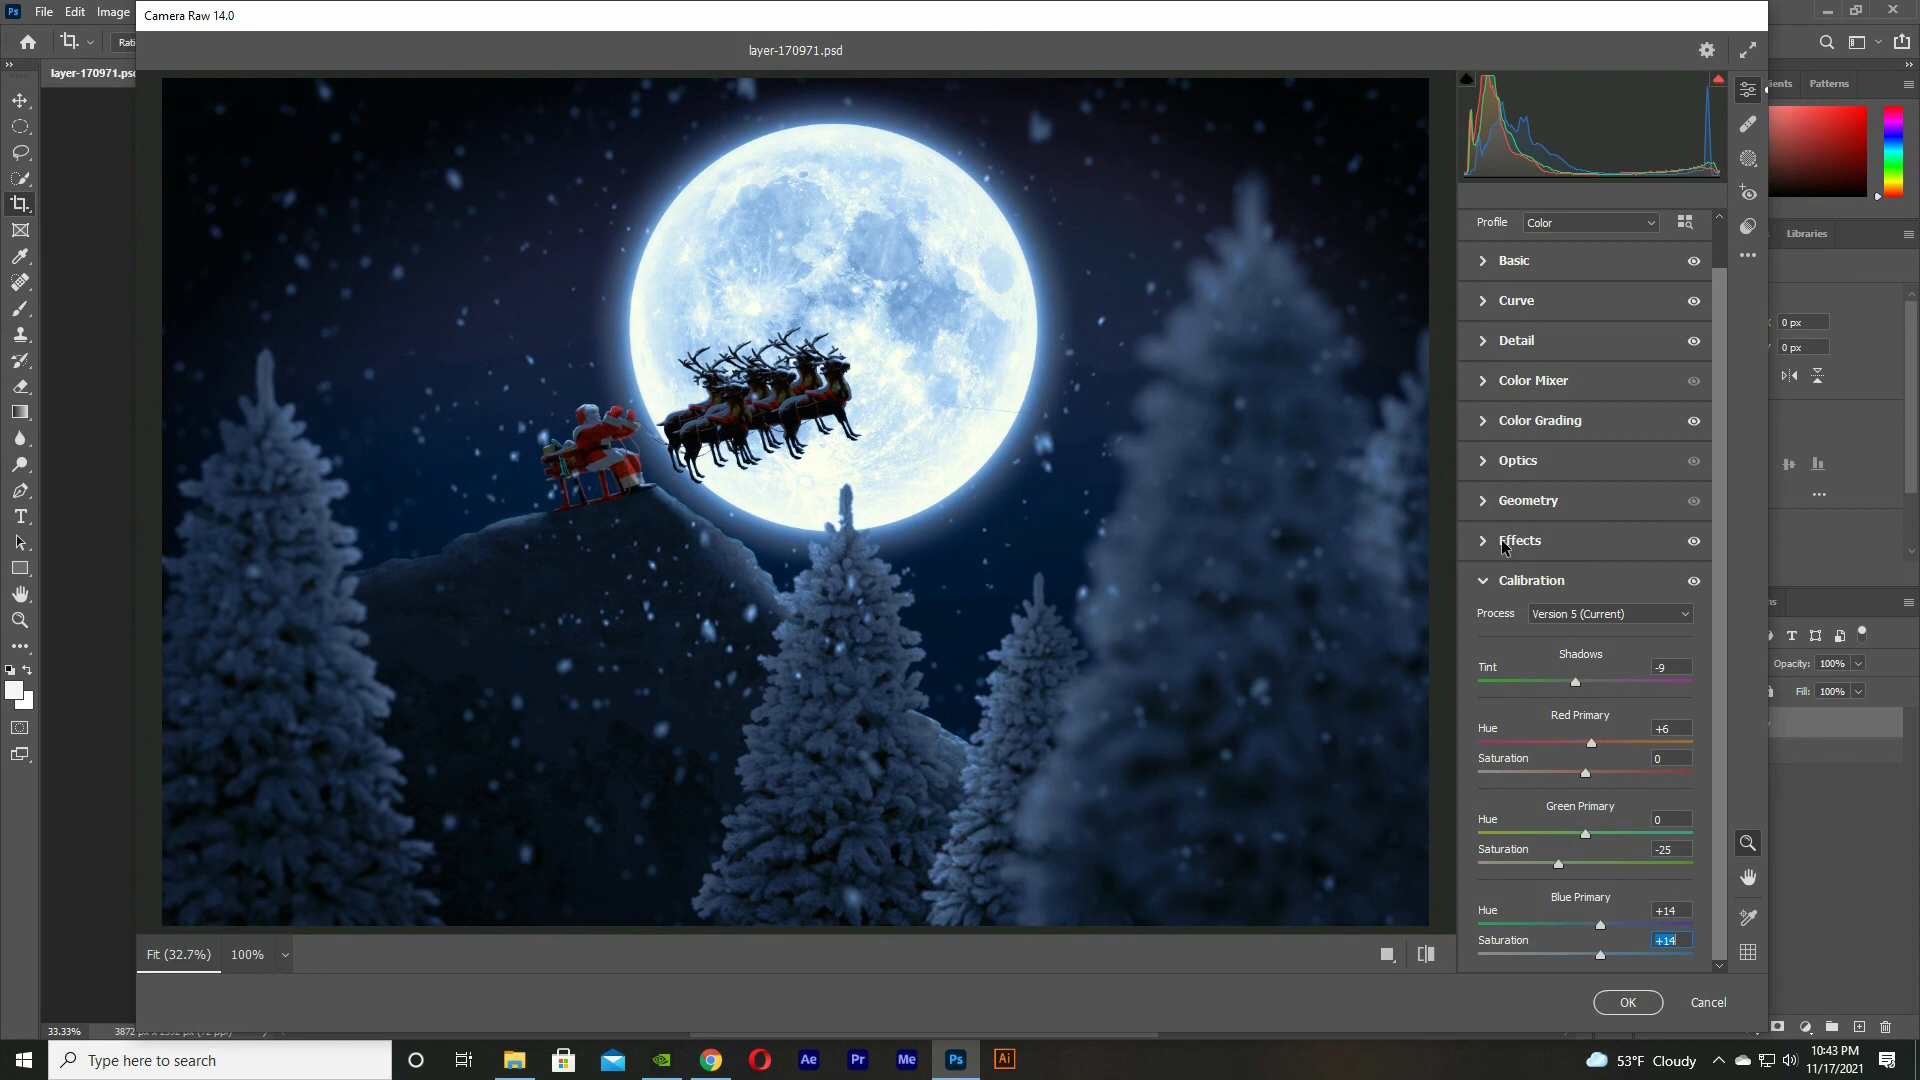 Ps File Edit Image
Camera Raw 14.0
layer-170971.psd
Patterns
Profile Color
Basic
Libraries
Curve
0 px
Detail
0 px
Color Mixer
Color Grading
Optics
Geometry
Effects
Calibration
Process Version 5 (Current)
Shadows
Tint -9
Opacity: 100%
Fill: 100%
Red Primary
Hue +6
Saturation 0
Green Primary
Hue 0
Saturation -25
Blue Primary
Hue +14
Saturation +14
Fit (32.7%) 100%
OK Cancel
33.33%
Type here to search
Ae Pr Me Ps Ai
53°F Cloudy
10:43 PM
11/17/2021